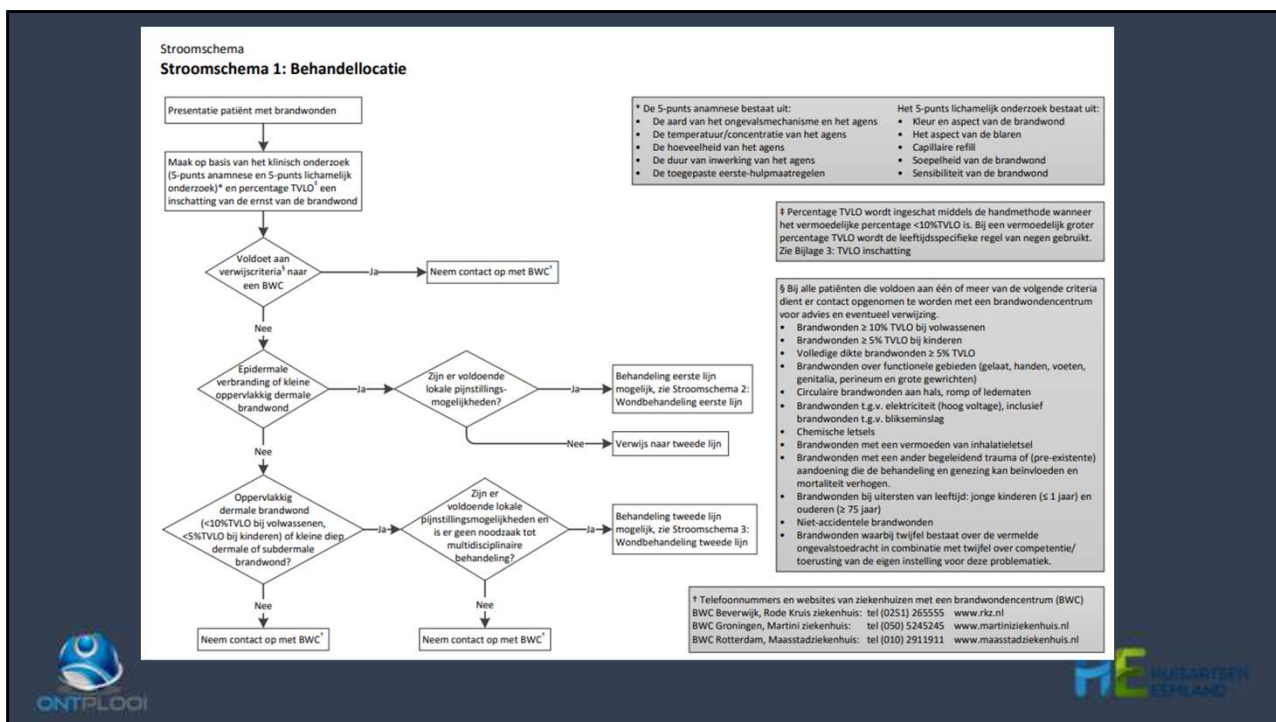 Stroomschema
Stroomschema 1: Behandellocatie
Presentatie patiënt met brandwonden
Maak op basis van het klinisch onderzoek
(5-punts anamnese en 5-punts lichamelijk
onderzoek)* en percentage TVLO‡ een
inschatting van de ernst van de brandwond
Voldoet aan
verwijscriteria§ naar
een BWC
Ja
Neem contact op met BWC†
Nee
Epidermale
verbranding of kleine
oppervlakkig dermale
brandwond
Ja
Zijn er voldoende
lokale pijnstillings-
mogelijkheden?
Ja
Behandeling eerste lijn
mogelijk, zie Stroomschema 2:
Wondbehandeling eerste lijn
Nee
Verwijs naar tweede lijn
Nee
Oppervlakkig
dermale brandwond
(<10%TVLO bij volwassenen,
<5%TVLO bij kinderen) of kleine diep
dermale of subdermale
brandwond?
Ja
Zijn er
voldoende lokale
pijnstillingsmogelijkheden en
is er geen noodzaak tot
multidisciplinaire
behandeling?
Ja
Behandeling tweede lijn
mogelijk, zie Stroomschema 3:
Wondbehandeling tweede lijn
Nee
Neem contact op met BWC†
Nee
Neem contact op met BWC†
* De 5-punts anamnese bestaat uit:
• De aard van het ongevalsmechanisme en het agens
• De temperatuur/concentratie van het agens
• De hoeveelheid van het agens
• De duur van inwerking van het agens
• De toegepaste eerste-hulpmaatregelen
Het 5-punts lichamelijk onderzoek bestaat uit:
• Kleur en aspect van de brandwond
• Het aspect van de blaren
• Capillaire refill
• Soepelheid van de brandwond
• Sensibiliteit van de brandwond
‡ Percentage TVLO wordt ingeschat middels de handmethode wanneer
het vermoedelijke percentage <10%TVLO is. Bij een vermoedelijk groter
percentage TVLO wordt de leeftijdsspecifieke regel van negen gebruikt.
Zie Bijlage 3: TVLO inschatting
§ Bij alle patiënten die voldoen aan één of meer van de volgende criteria
dient er contact opgenomen te worden met een brandwondencentrum
voor advies en eventueel verwijzing.
• Brandwonden ≥ 10% TVLO bij volwassenen
• Brandwonden ≥ 5% TVLO bij kinderen
• Volledige dikte brandwonden ≥ 5% TVLO
• Brandwonden over functionele gebieden (gelaat, handen, voeten,
genitalia, perineum en grote gewrichten)
• Circulaire brandwonden aan hals, romp of ledematen
• Brandwonden t.g.v. elektriciteit (hoog voltage), inclusief
brandwonden t.g.v. blikseminslag
• Chemische letsels
• Brandwonden met een vermoeden van inhalatieletsel
• Brandwonden met een ander begeleidend trauma of (pre-existente)
aandoening die de behandeling en genezing kan beïnvloeden en
mortaliteit verhogen.
• Brandwonden bij uitersten van leeftijd: jonge kinderen (≤ 1 jaar) en
ouderen (≥ 75 jaar)
• Niet-accidentele brandwonden
• Brandwonden waarbij twijfel bestaat over de vermelde
ongevalstoedracht in combinatie met twijfel over competentie/
toerusting van de eigen instelling voor deze problematiek.
† Telefoonnummers en websites van ziekenhuizen met een brandwondencentrum (BWC)
BWC Beverwijk, Rode Kruis ziekenhuis: tel (0251) 265555 www.rkz.nl
BWC Groningen, Martini ziekenhuis: tel (050) 5245245 www.martiniziekenhuis.nl
BWC Rotterdam, Maasstadziekenhuis: tel (010) 2911911 www.maasstadziekenhuis.nl
ONTPLOOI
HE HUISARTSEN
EEMLAND